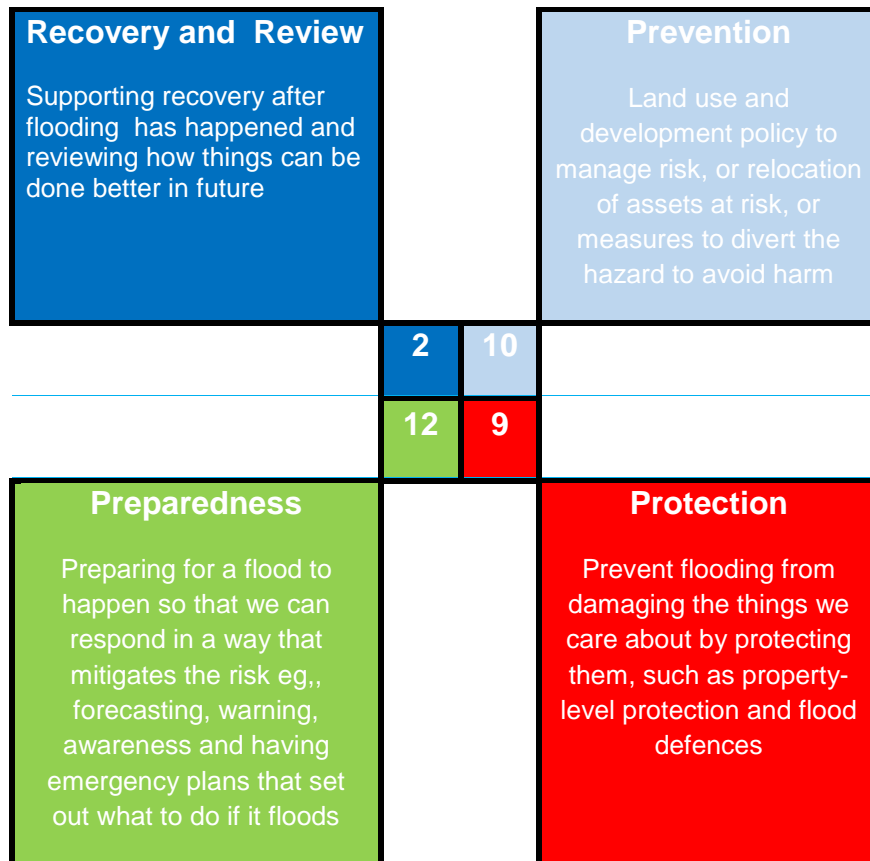 Recovery and  Review
Supporting recovery after
flooding  has happened and
reviewing how things can be
done better in future
Prevention
Land use and
development policy to
manage risk, or relocation
of assets at risk, or
measures to divert the
hazard to avoid harm
2
10
12
9
Preparedness
Preparing for a flood to
happen so that we can
respond in a way that
mitigates the risk eg,,
forecasting, warning,
awareness and having
emergency plans that set
out what to do if it floods
Protection
Prevent flooding from
damaging the things we
care about by protecting
them, such as property-
level protection and flood
defences